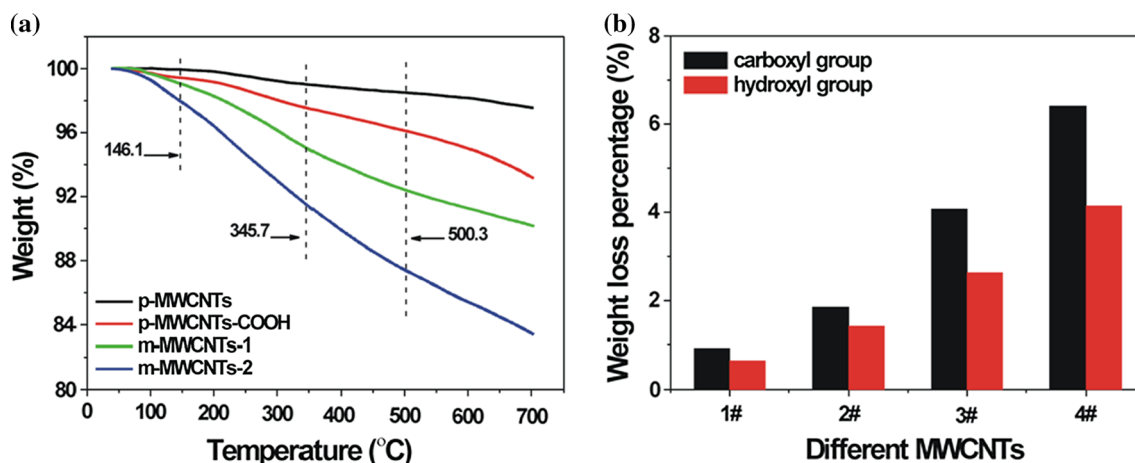 (a)
100
96
92
88
84
80
Weight (%)
146.1
345.7
500.3
p-MWCNTs
p-MWCNTs-COOH
m-MWCNTs-1
m-MWCNTs-2
0 100 200 300 400 500 600 700
Temperature (°C)
(b)
8
6
4
2
0
Weight loss percentage (%)
carboxyl group
hydroxyl group
1# 2# 3# 4#
Different MWCNTs